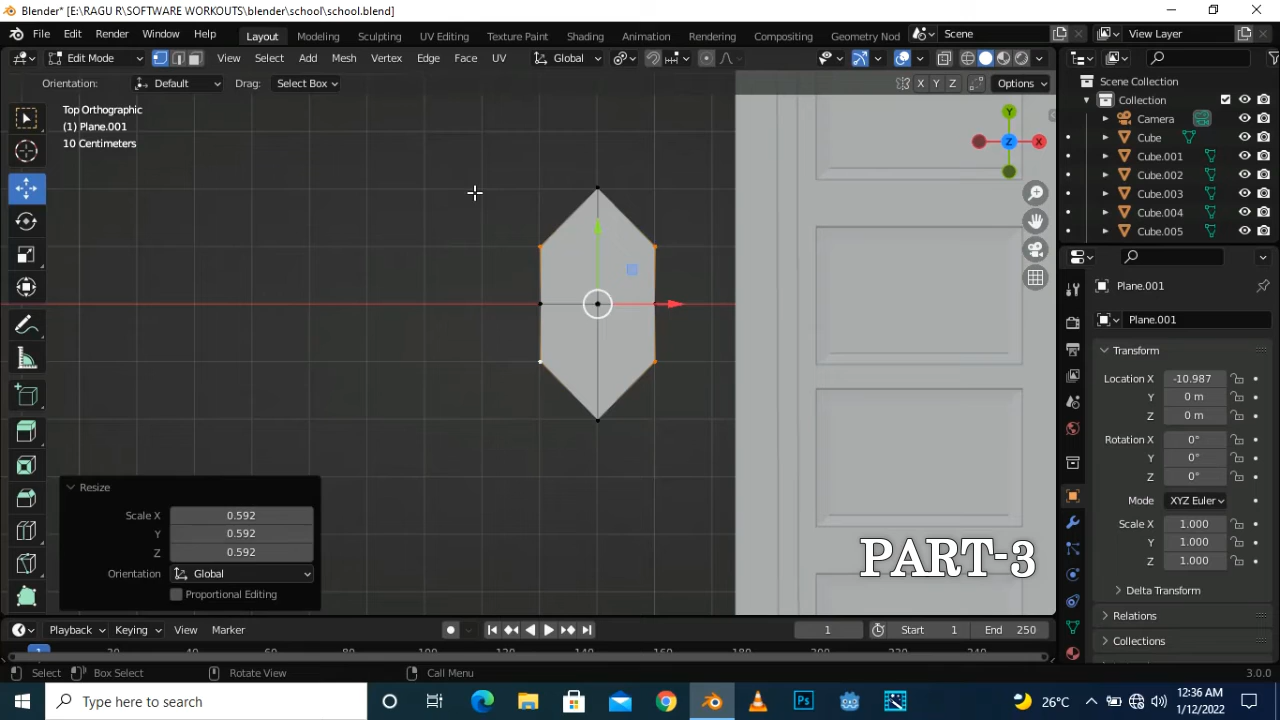 Blender* [E:\RAGU R\SOFTWARE WORKOUTS\blender\school\school.blend]
File Edit Render Window Help Layout Modeling Sculpting UV Editing Texture Paint Shading Animation Rendering Compositing Geometry Nod Scene View Layer
Edit Mode View Select Add Mesh Vertex Edge Face UV Global
Orientation: Default Drag: Select Box X Y Z Options
Top Orthographic
(1) Plane.001
10 Centimeters
Y
Z X
Scene Collection
Collection
Camera
Cube
Cube.001
Cube.002
Cube.003
Cube.004
Cube.005
Plane.001
Plane.001
Transform
Location X -10.987
Y 0 m
Z 0 m
Rotation X 0°
Y 0°
Z 0°
Mode XYZ Euler
Scale X 1.000
Y 1.000
Z 1.000
Delta Transform
Relations
Collections
Resize
Scale X 0.592
Y 0.592
Z 0.592
Orientation Global
Proportional Editing
PART-3
Playback Keying View Marker 1 Start 1 End 250
Select Box Select Rotate View Call Menu 3.0.0
Type here to search
Ps
26°C
12:36 AM
1/12/2022